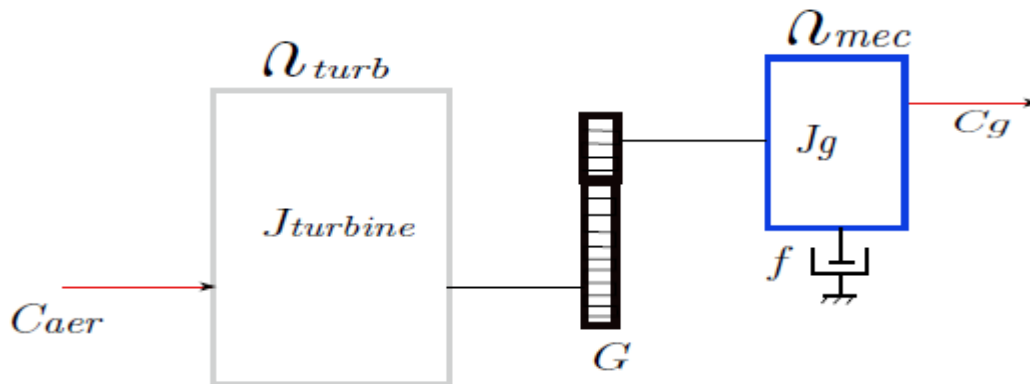 Ωturb
Ωmec
Cg
Jg
Jturbine
f
Caer
G